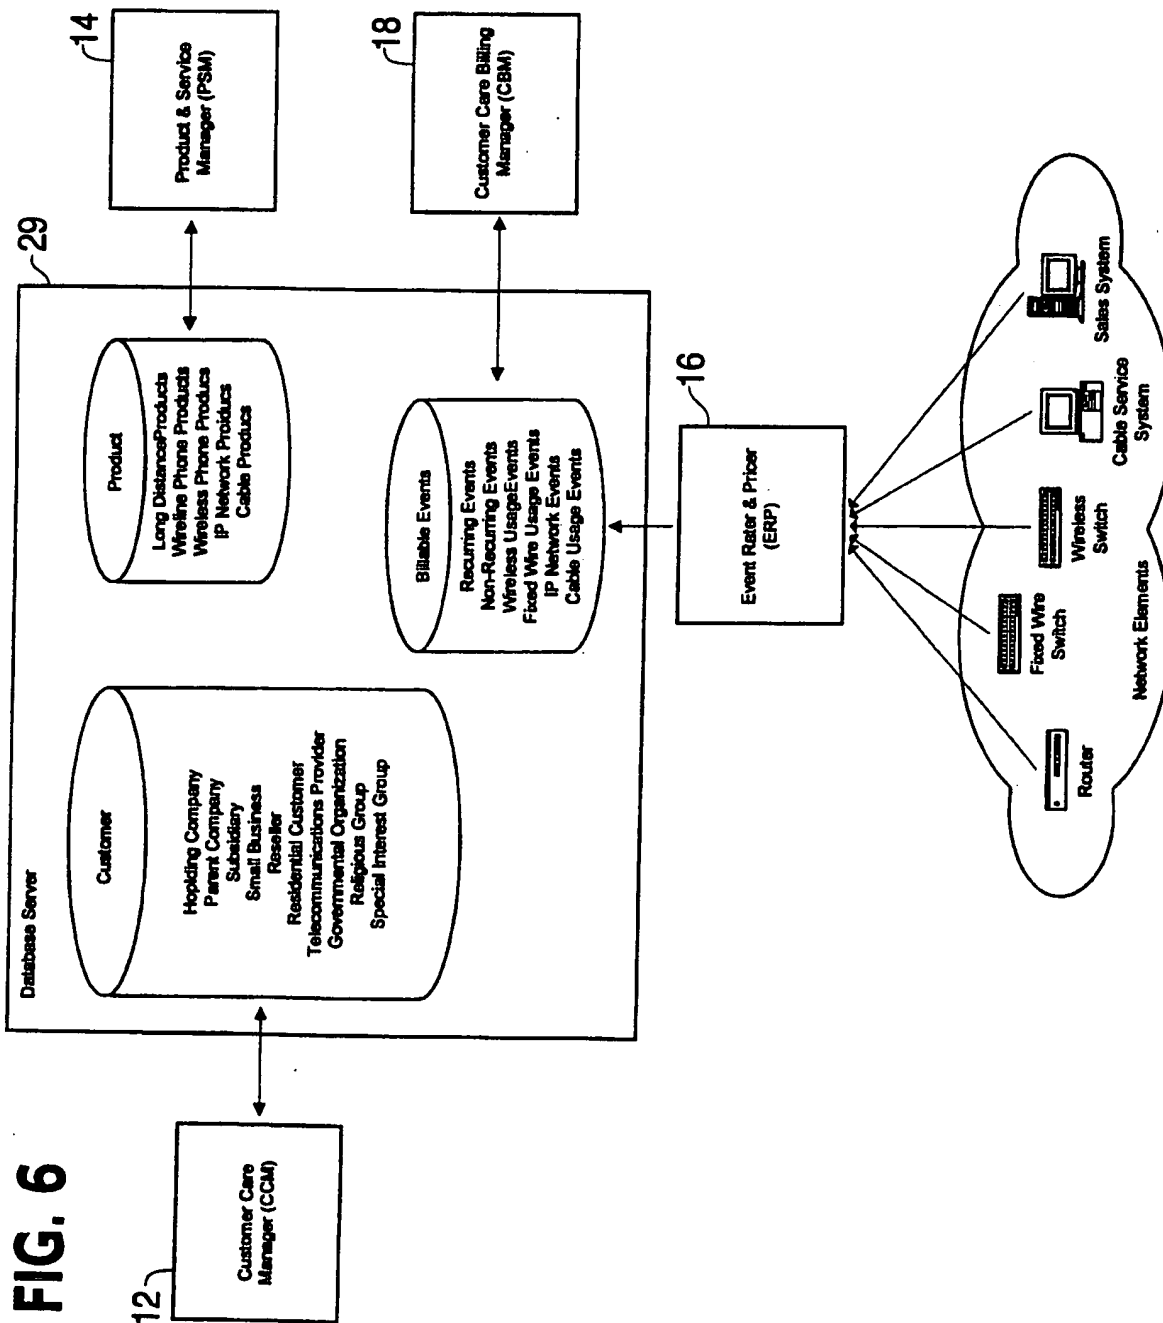 FIG. 6
12
Customer Care
Manager (CCM)
Database Server
29
Customer
Hoplding Company
Parent Company
Subsidiary
Small Business
Reseller
Residential Customer
Telecommunications Provider
Governmental Organization
Religious Group
Special Interest Group
Product
Long DistanceProducts
Wireline Phone Products
Wireless Phone Producs
IP Network Proiducs
Cable Producs
14
Product & Service
Manager (PSM)
Billable Events
Recurring Events
Non-Recurring Events
Wireless UsageEvents
Fixed Wire Usage Events
IP Network Events
Cable Usage Events
18
Customer Care Billing
Manager (CBM)
16
Event Rater & Pricer
(ERP)
Router
Fixed Wire
Switch
Wireless
Switch
Cable Service
System
Sales System
Network Elements